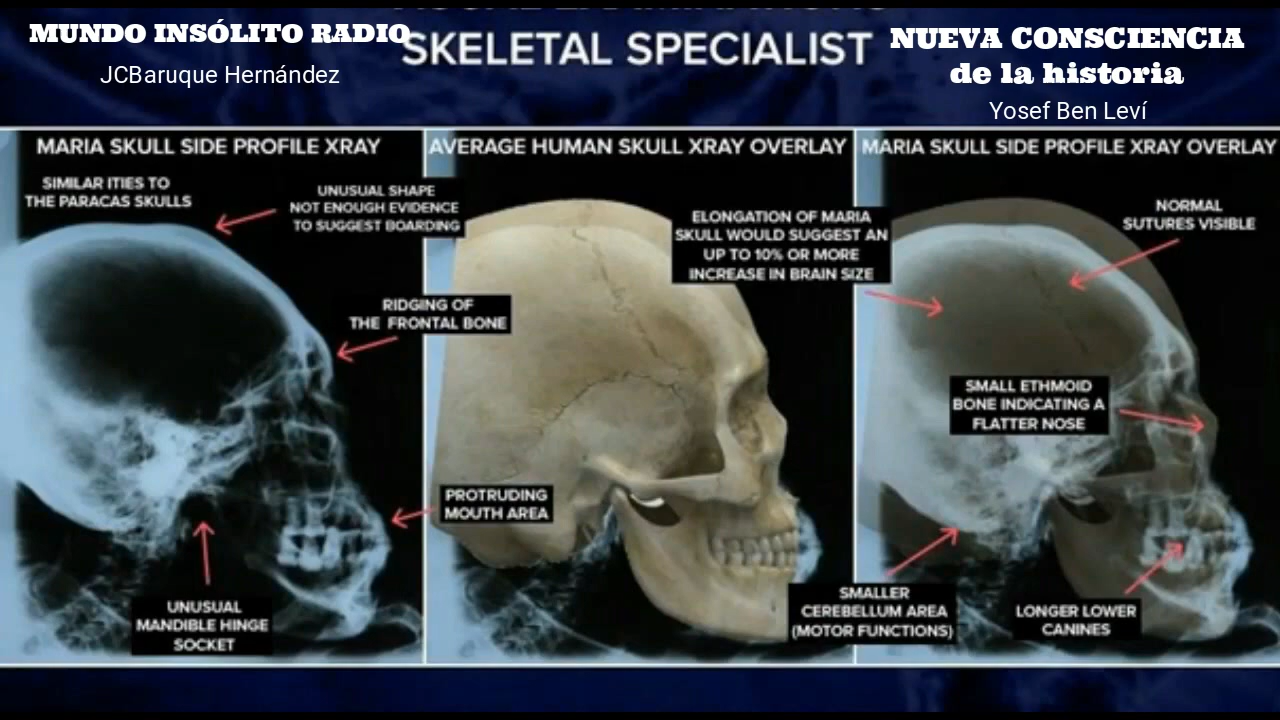 MUNDO INSÓLITO RADIO
JCBaruque Hernández
SKELETAL SPECIALIST
NUEVA CONSCIENCIA
de la historia
Yosef Ben Leví
MARIA SKULL SIDE PROFILE XRAY
SIMILAR ITIES TO
THE PARACAS SKULLS
UNUSUAL SHAPE
NOT ENOUGH EVIDENCE
TO SUGGEST BOARDING
RIDGING OF
THE FRONTAL BONE
PROTRUDING
MOUTH AREA
UNUSUAL
MANDIBLE HINGE
SOCKET
AVERAGE HUMAN SKULL XRAY OVERLAY
ELONGATION OF MARIA
SKULL WOULD SUGGEST AN
UP TO 10% OR MORE
INCREASE IN BRAIN SIZE
MARIA SKULL SIDE PROFILE XRAY OVERLAY
NORMAL
SUTURES VISIBLE
SMALL ETHMOID
BONE INDICATING A
FLATTER NOSE
SMALLER
CEREBELLUM AREA
(MOTOR FUNCTIONS)
LONGER LOWER
CANINES